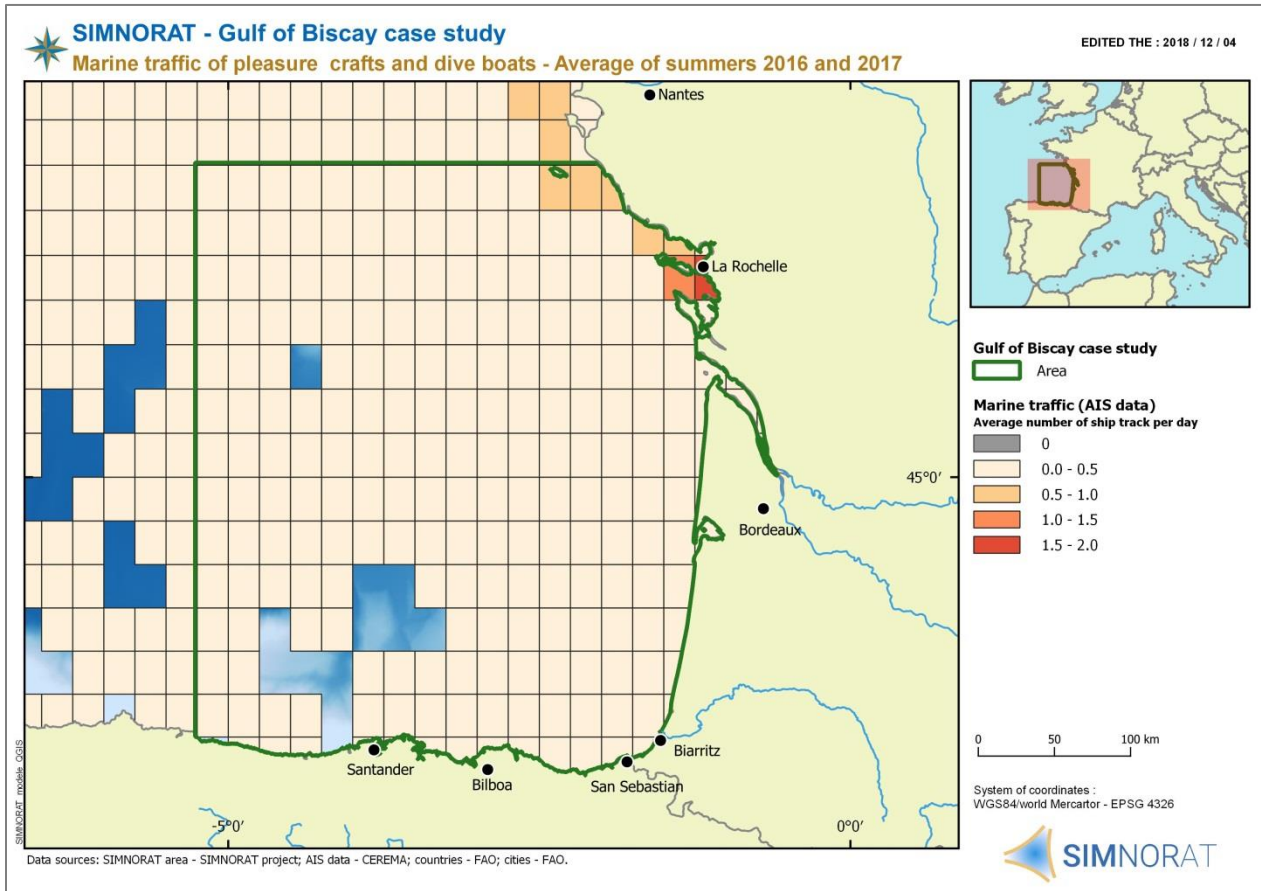 SIMNORAT - Gulf of Biscay case study
EDITED THE : 2018 / 12 / 04
Marine traffic of pleasure crafts and dive boats - Average of summers 2016 and 2017
Nantes
La Rochelle
45°0'
Bordeaux
Biarritz
Santander
San Sebastian
Bilboa
-5°0'
0°0'
Gulf of Biscay case study
Area
Marine traffic (AIS data)
Average number of ship track per day
0
0.0 - 0.5
0.5 - 1.0
1.0 - 1.5
1.5 - 2.0
0 50 100 km
System of coordinates :
WGS84/world Mercartor - EPSG 4326
SIMNORAT modele QGIS
Data sources: SIMNORAT area - SIMNORAT project; AIS data - CEREMA; countries - FAO; cities - FAO.
SIMNORAT